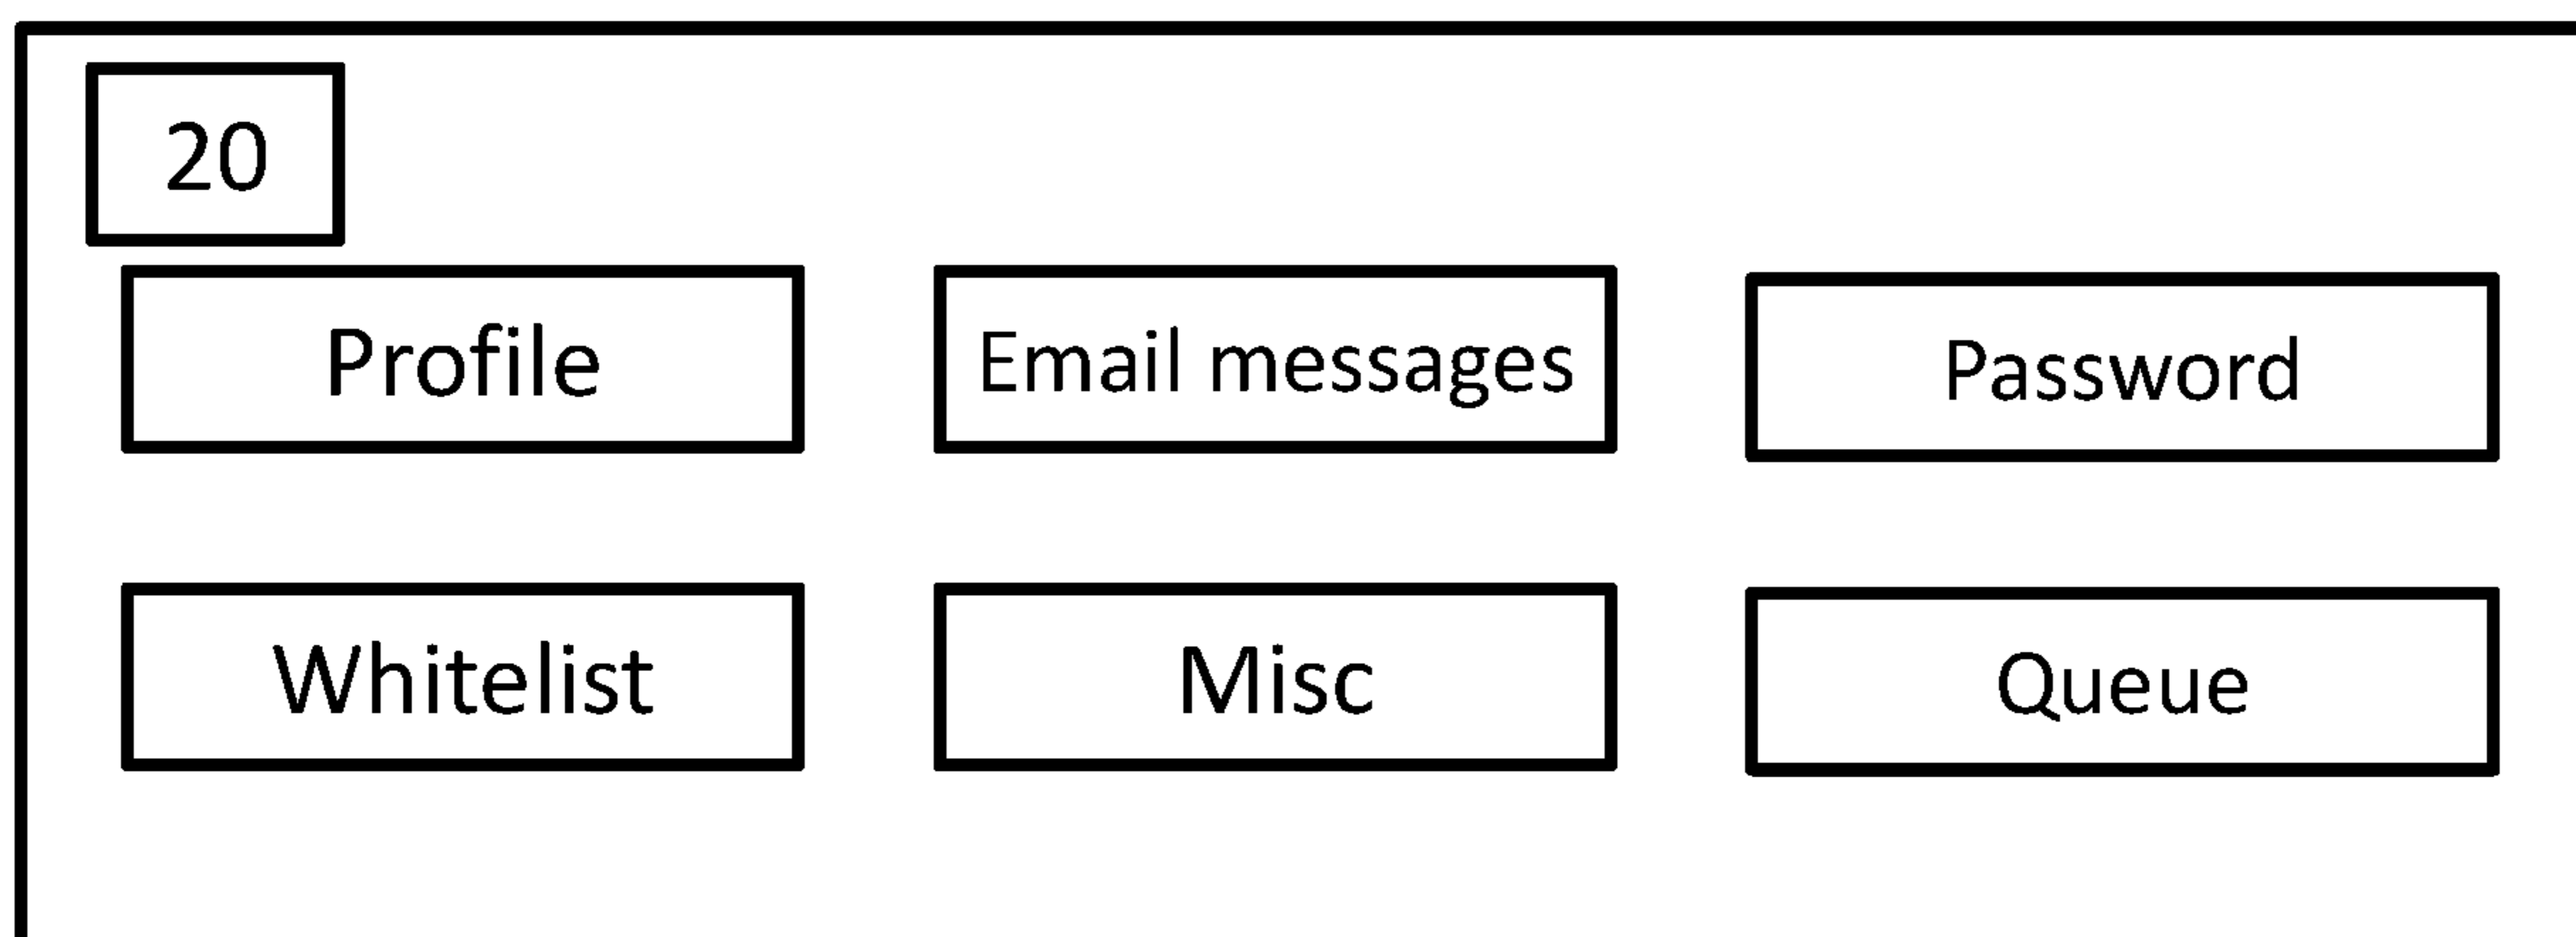 20
Profile
Email messages
Password
Whitelist
Misc
Queue